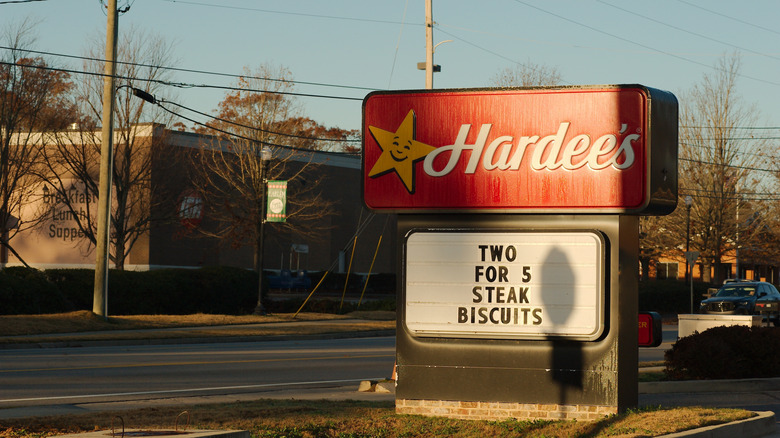 Hardee's
TWO
FOR 5
STEAK
BISCUITS
Breakfast
Lunch
Supper